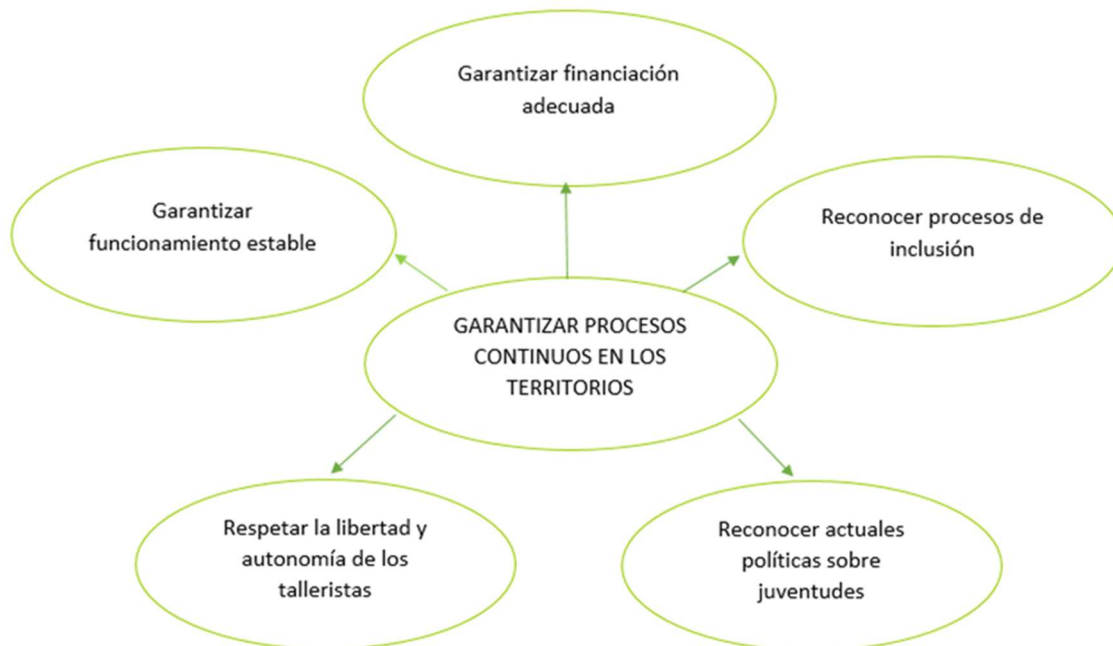 Garantizar financiación
adecuada
Garantizar
funcionamiento estable
Reconocer procesos de
inclusión
GARANTIZAR PROCESOS
CONTINUOS EN LOS
TERRITORIOS
Respetar la libertad y
autonomía de los
talleristas
Reconocer actuales
políticas sobre
juventudes